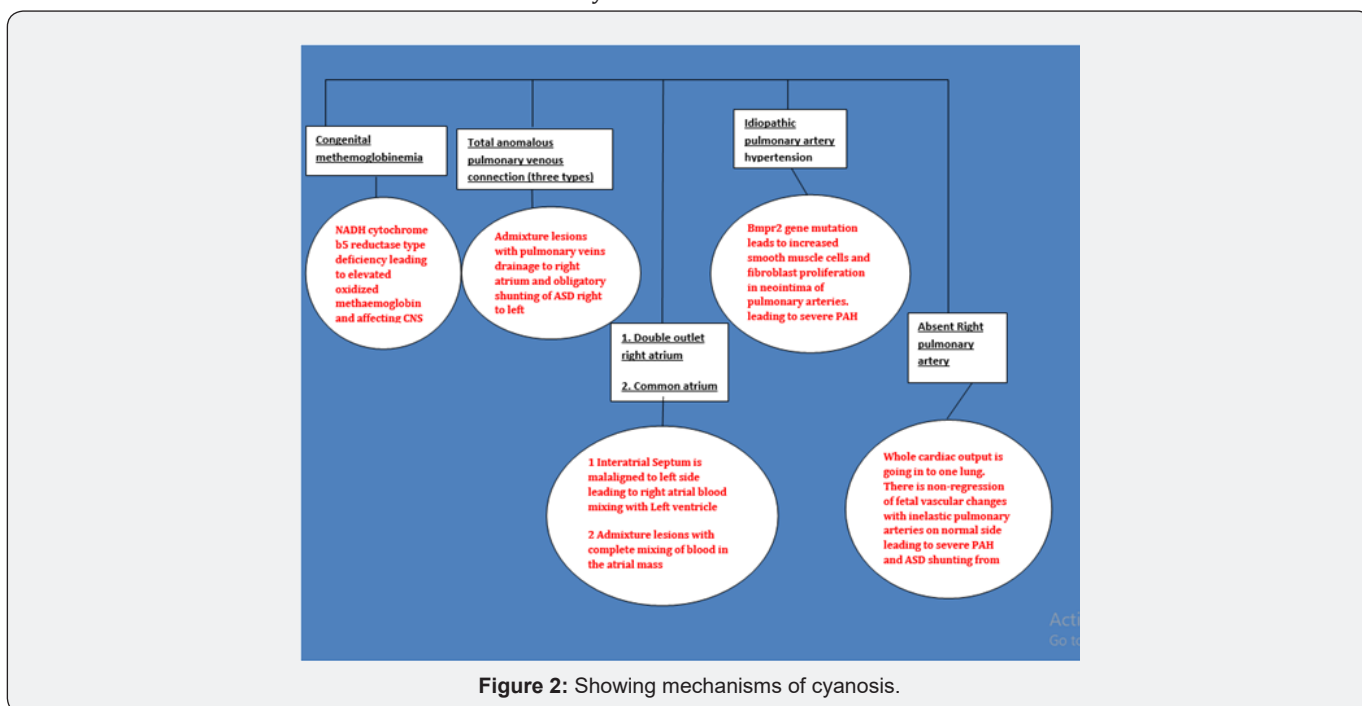 Congenital
methemoglobinemia
NADH cytochrome
b5 reductase type
deficiency leading
to elevated
oxidized
methaemoglobin
and affecting CNS
Total anomalous
pulmonary venous
connection (three types)
Admixture lesions
with pulmonary veins
drainage to right
atrium and obligatory
shunting of ASD right
to left
1. Double outlet
right atrium
2. Common atrium
1 Interatrial Septum is
malaligned to left side
leading to right atrial blood
mixing with Left ventricle
2 Admixture lesions with
complete mixing of blood in
the atrial mass
Idiopathic
pulmonary artery
hypertension
Bmpr2 gene mutation
leads to increased
smooth muscle cells and
fibroblast proliferation
in neointima of
pulmonary arteries.
leading to severe PAH
Absent Right
pulmonary
artery
Whole cardiac output is
going in to one lung.
There is non-regression
of fetal vascular changes
with inelastic pulmonary
arteries on normal side
leading to severe PAH
and ASD shunting from
Acti
Go to
Figure 2: Showing mechanisms of cyanosis.